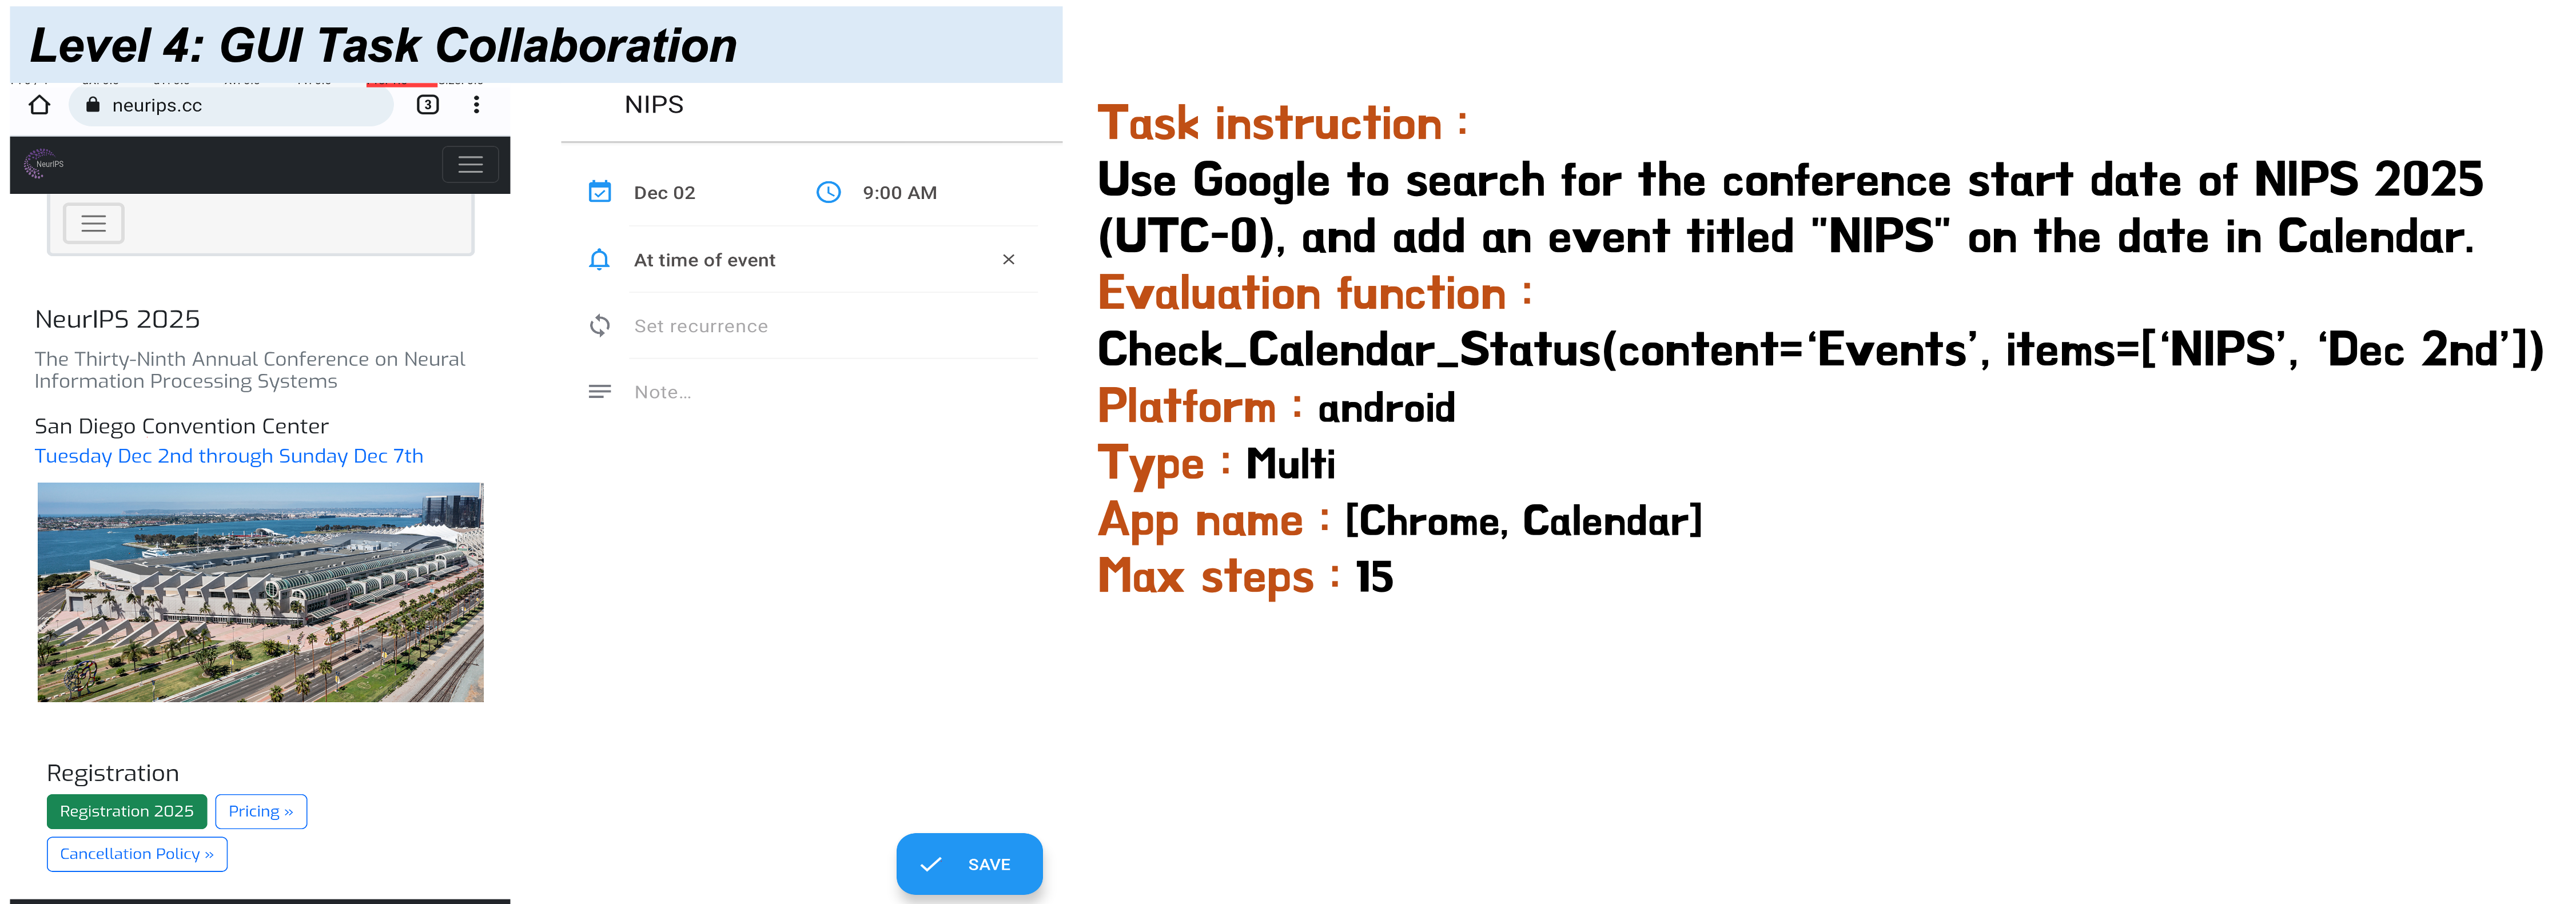 Level 4: GUI Task Collaboration
neurips.cc
3
NeurIPS
NeurIPS 2025
The Thirty-Ninth Annual Conference on Neural
Information Processing Systems
San Diego Convention Center
Tuesday Dec 2nd through Sunday Dec 7th
Registration
Registration 2025
Pricing »
Cancellation Policy »
NIPS
Dec 02
9:00 AM
At time of event
Set recurrence
Note...
SAVE
Task instruction :
Use Google to search for the conference start date of NIPS 2025
(UTC-0), and add an event titled "NIPS" on the date in Calendar.
Evaluation function :
Check_Calendar_Status(content=‘Events’, items=[‘NIPS’, ‘Dec 2nd’])
Platform : android
Type : Multi
App name : [Chrome, Calendar]
Max steps : 15